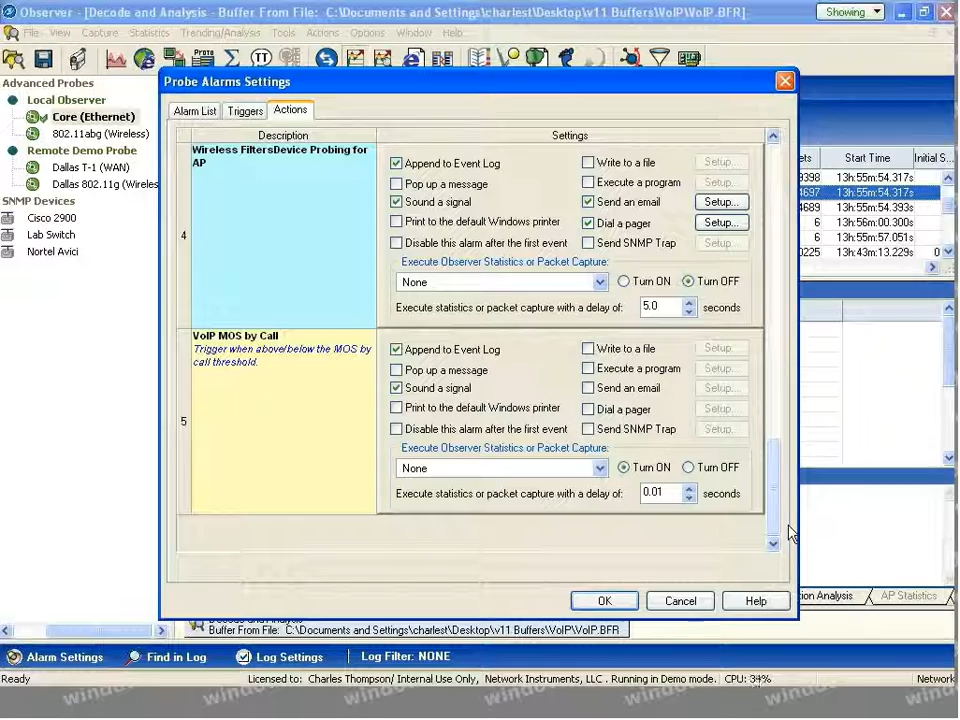 Observer - [Decode and Analysis - Buffer From File: C:\Documents and Settings\charlest\Desktop\v11 Buffers\VoIP\VoIP.BFR]
Showing
File View Capture Statistics Trending/Analysis Tools Actions Options Window Help
Advanced Probes
Local Observer
Core (Ethernet)
802.11abg (Wireless)
Remote Demo Probe
Dallas T-1 (WAN)
Dallas 802.11g (Wireles
SNMP Devices
Cisco 2900
Lab Switch
Nortel Avici
Probe Alarms Settings
Alarm List Triggers Actions
Description Settings
4
Wireless FiltersDevice Probing for
AP
Append to Event Log Write to a file Setup...
Pop up a message Execute a program Setup...
Sound a signal Send an email Setup...
Print to the default Windows printer Dial a pager Setup...
Disable this alarm after the first event Send SNMP Trap Setup...
Execute Observer Statistics or Packet Capture:
None Turn ON Turn OFF
Execute statistics or packet capture with a delay of: 5.0 seconds
5
VoIP MOS by Call
Trigger when above/below the MOS by
call threshold.
Append to Event Log Write to a file Setup...
Pop up a message Execute a program Setup...
Sound a signal Send an email Setup...
Print to the default Windows printer Dial a pager Setup...
Disable this alarm after the first event Send SNMP Trap Setup...
Execute Observer Statistics or Packet Capture:
None Turn ON Turn OFF
Execute statistics or packet capture with a delay of: 0.01 seconds
OK Cancel Help
ets Start Time Initial S...
3398 13h:55m:54.317s
4697 13h:55m:54.317s
4689 13h:55m:54.393s
6 13h:56m:00.300s
6 13h:55m:57.051s
0225 13h:43m:13.229s 0
ion Analysis AP Statistics
Buffer From File: C:\Documents and Settings\charlest\Desktop\v11 Buffers\VoIP\VoIP.BFR
Alarm Settings Find in Log Log Settings Log Filter: NONE
Ready Licensed to: Charles Thompson/ Internal Use Only, Network Instruments, LLC . Running in Demo mode. CPU: 34% Network